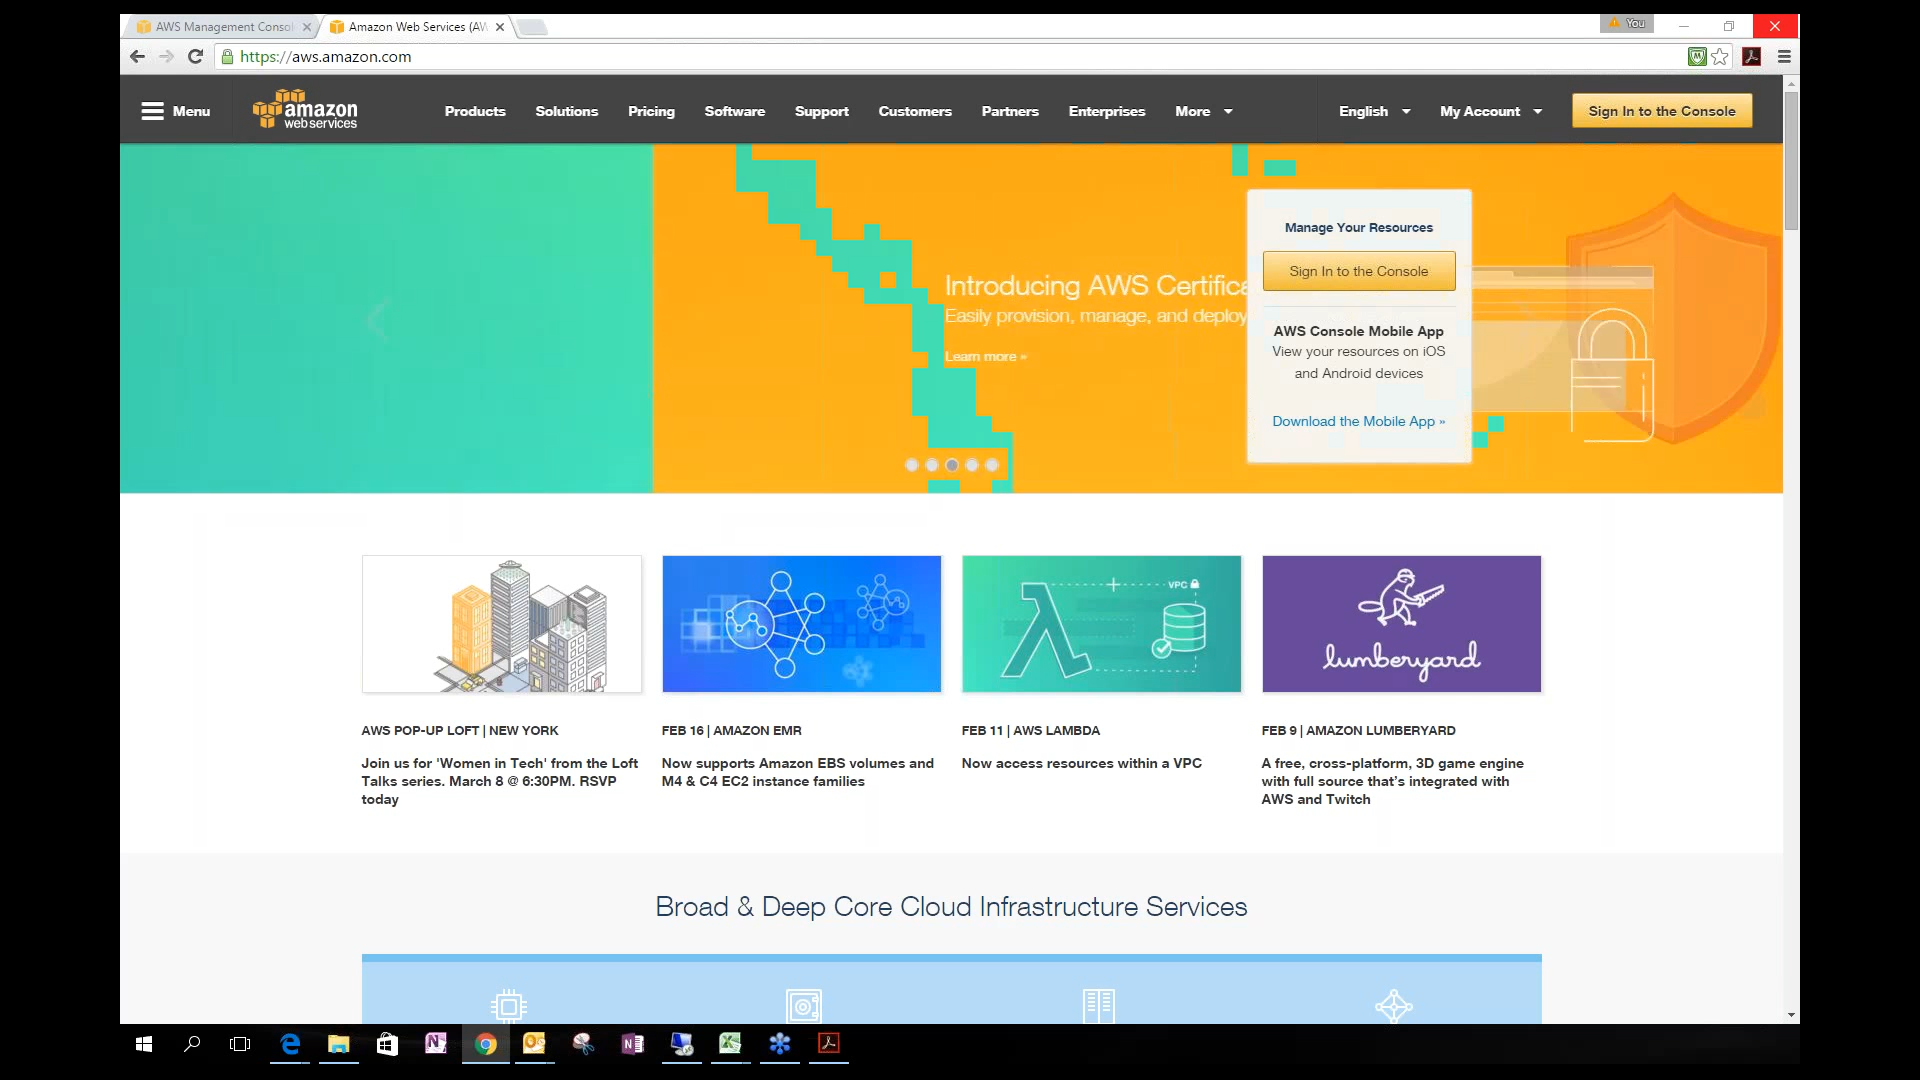 AWS Management Consol
Amazon Web Services (AW
You
https://aws.amazon.com
Menu
amazon
web services
Products
Solutions
Pricing
Software
Support
Customers
Partners
Enterprises
More
English
My Account
Sign In to the Console
Introducing AWS Certifica
Easily provision, manage, and deploy
Learn more »
Manage Your Resources
Sign In to the Console
AWS Console Mobile App
View your resources on iOS
and Android devices
Download the Mobile App »
VPC
lumberyard
AWS POP-UP LOFT | NEW YORK
Join us for 'Women in Tech' from the Loft
Talks series. March 8 @ 6:30PM. RSVP
today
FEB 16 | AMAZON EMR
Now supports Amazon EBS volumes and
M4 & C4 EC2 instance families
FEB 11 | AWS LAMBDA
Now access resources within a VPC
FEB 9 | AMAZON LUMBERYARD
A free, cross-platform, 3D game engine
with full source that’s integrated with
AWS and Twitch
Broad & Deep Core Cloud Infrastructure Services